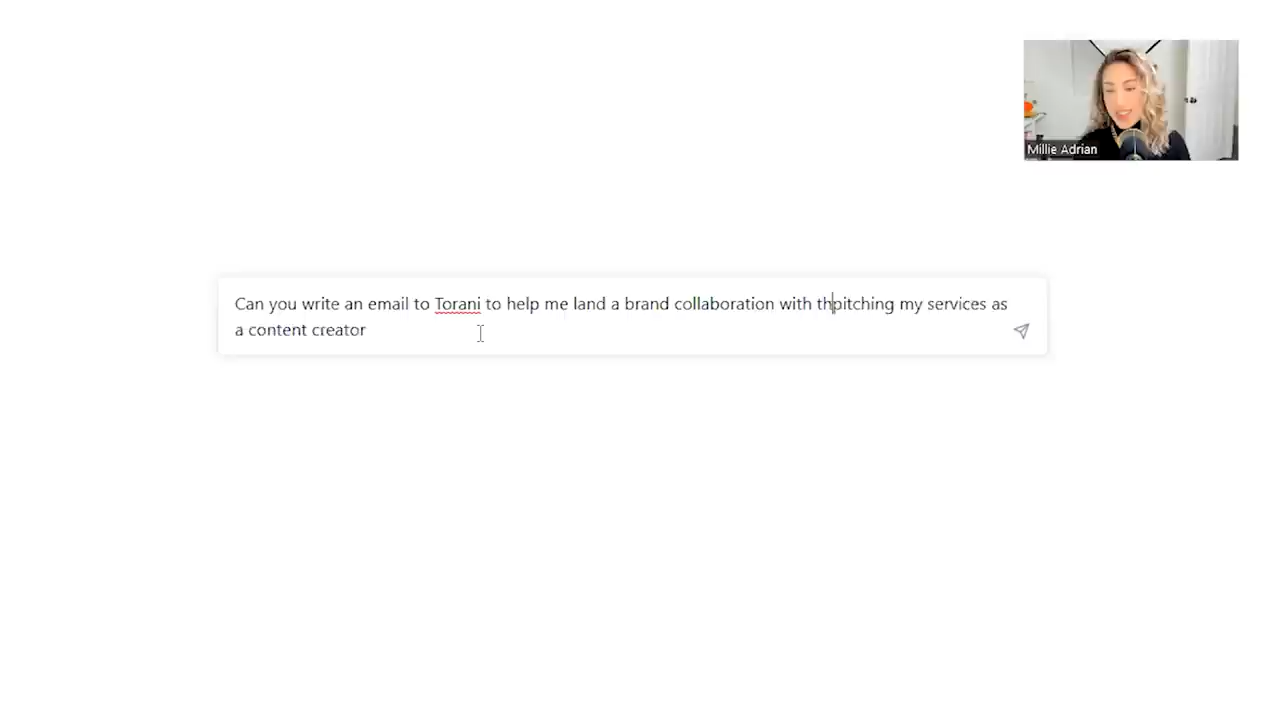 Millie Adrian
Can you write an email to Torani to help me land a brand collaboration with thpitching my services as
a content creator